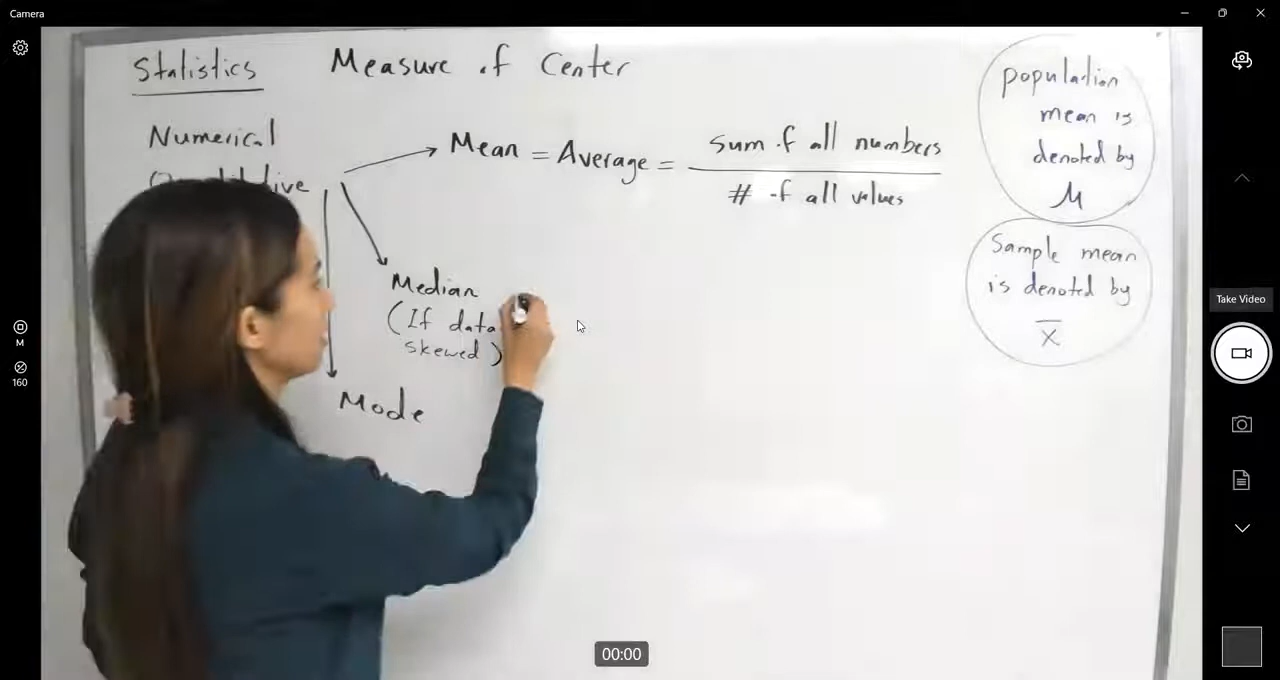 Camera
Statistics
Measure of Center
Numerical
Mean = Average = sum of all numbers
# of all values
Median
(If data
skewed)
Mode
population
mean is
denoted by
μ
Sample mean
is denoted by
x̅
Take Video
M
160
00:00